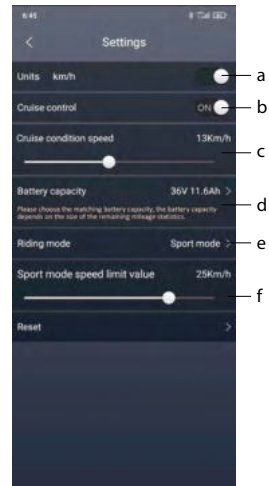 6:45
Settings
Units km/h
a
Cruise control ON
b
Cruise condition speed 13Km/h
c
Battery capacity 36V 11.6Ah >
Please choose the matching battery capacity, the battery capacity
depends on the size of the remaining mileage statistics.
d
Riding mode Sport mode >
e
Sport mode speed limit value 25Km/h
f
Reset >